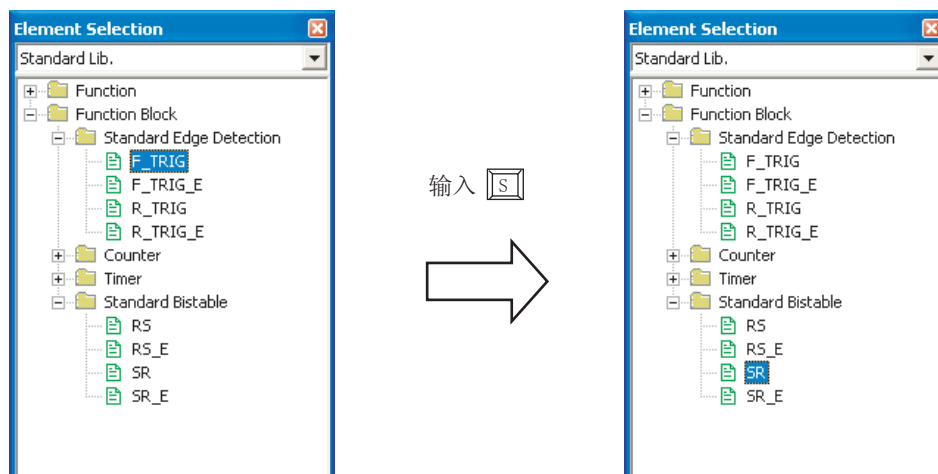 Element Selection
Standard Lib.
Function
Function Block
Standard Edge Detection
F_TRIG
F_TRIG_E
R_TRIG
R_TRIG_E
Counter
Timer
Standard Bistable
RS
RS_E
SR
SR_E
输入 S
Element Selection
Standard Lib.
Function
Function Block
Standard Edge Detection
F_TRIG
F_TRIG_E
R_TRIG
R_TRIG_E
Counter
Timer
Standard Bistable
RS
RS_E
SR
SR_E